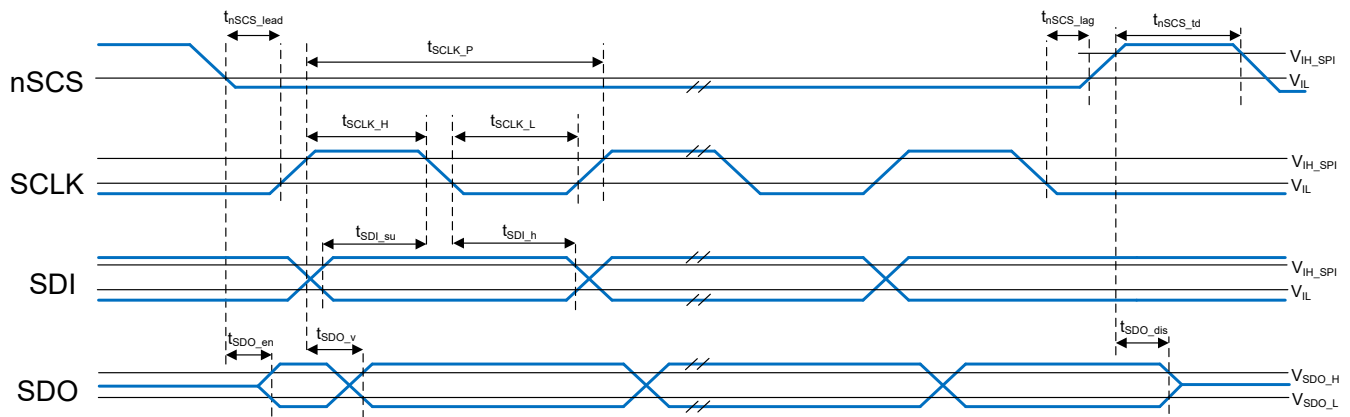 tnSCS_lead
tnSCS_lag
tnSCS_td
tSCLK_P
VIH_SPI
nSCS
VIL
tSCLK_H
tSCLK_L
VIH_SPI
SCLK
VIL
tSDI_su
tSDI_h
VIH_SPI
SDI
VIL
tSDO_en
tSDO_v
tSDO_dis
VSDO_H
SDO
VSDO_L